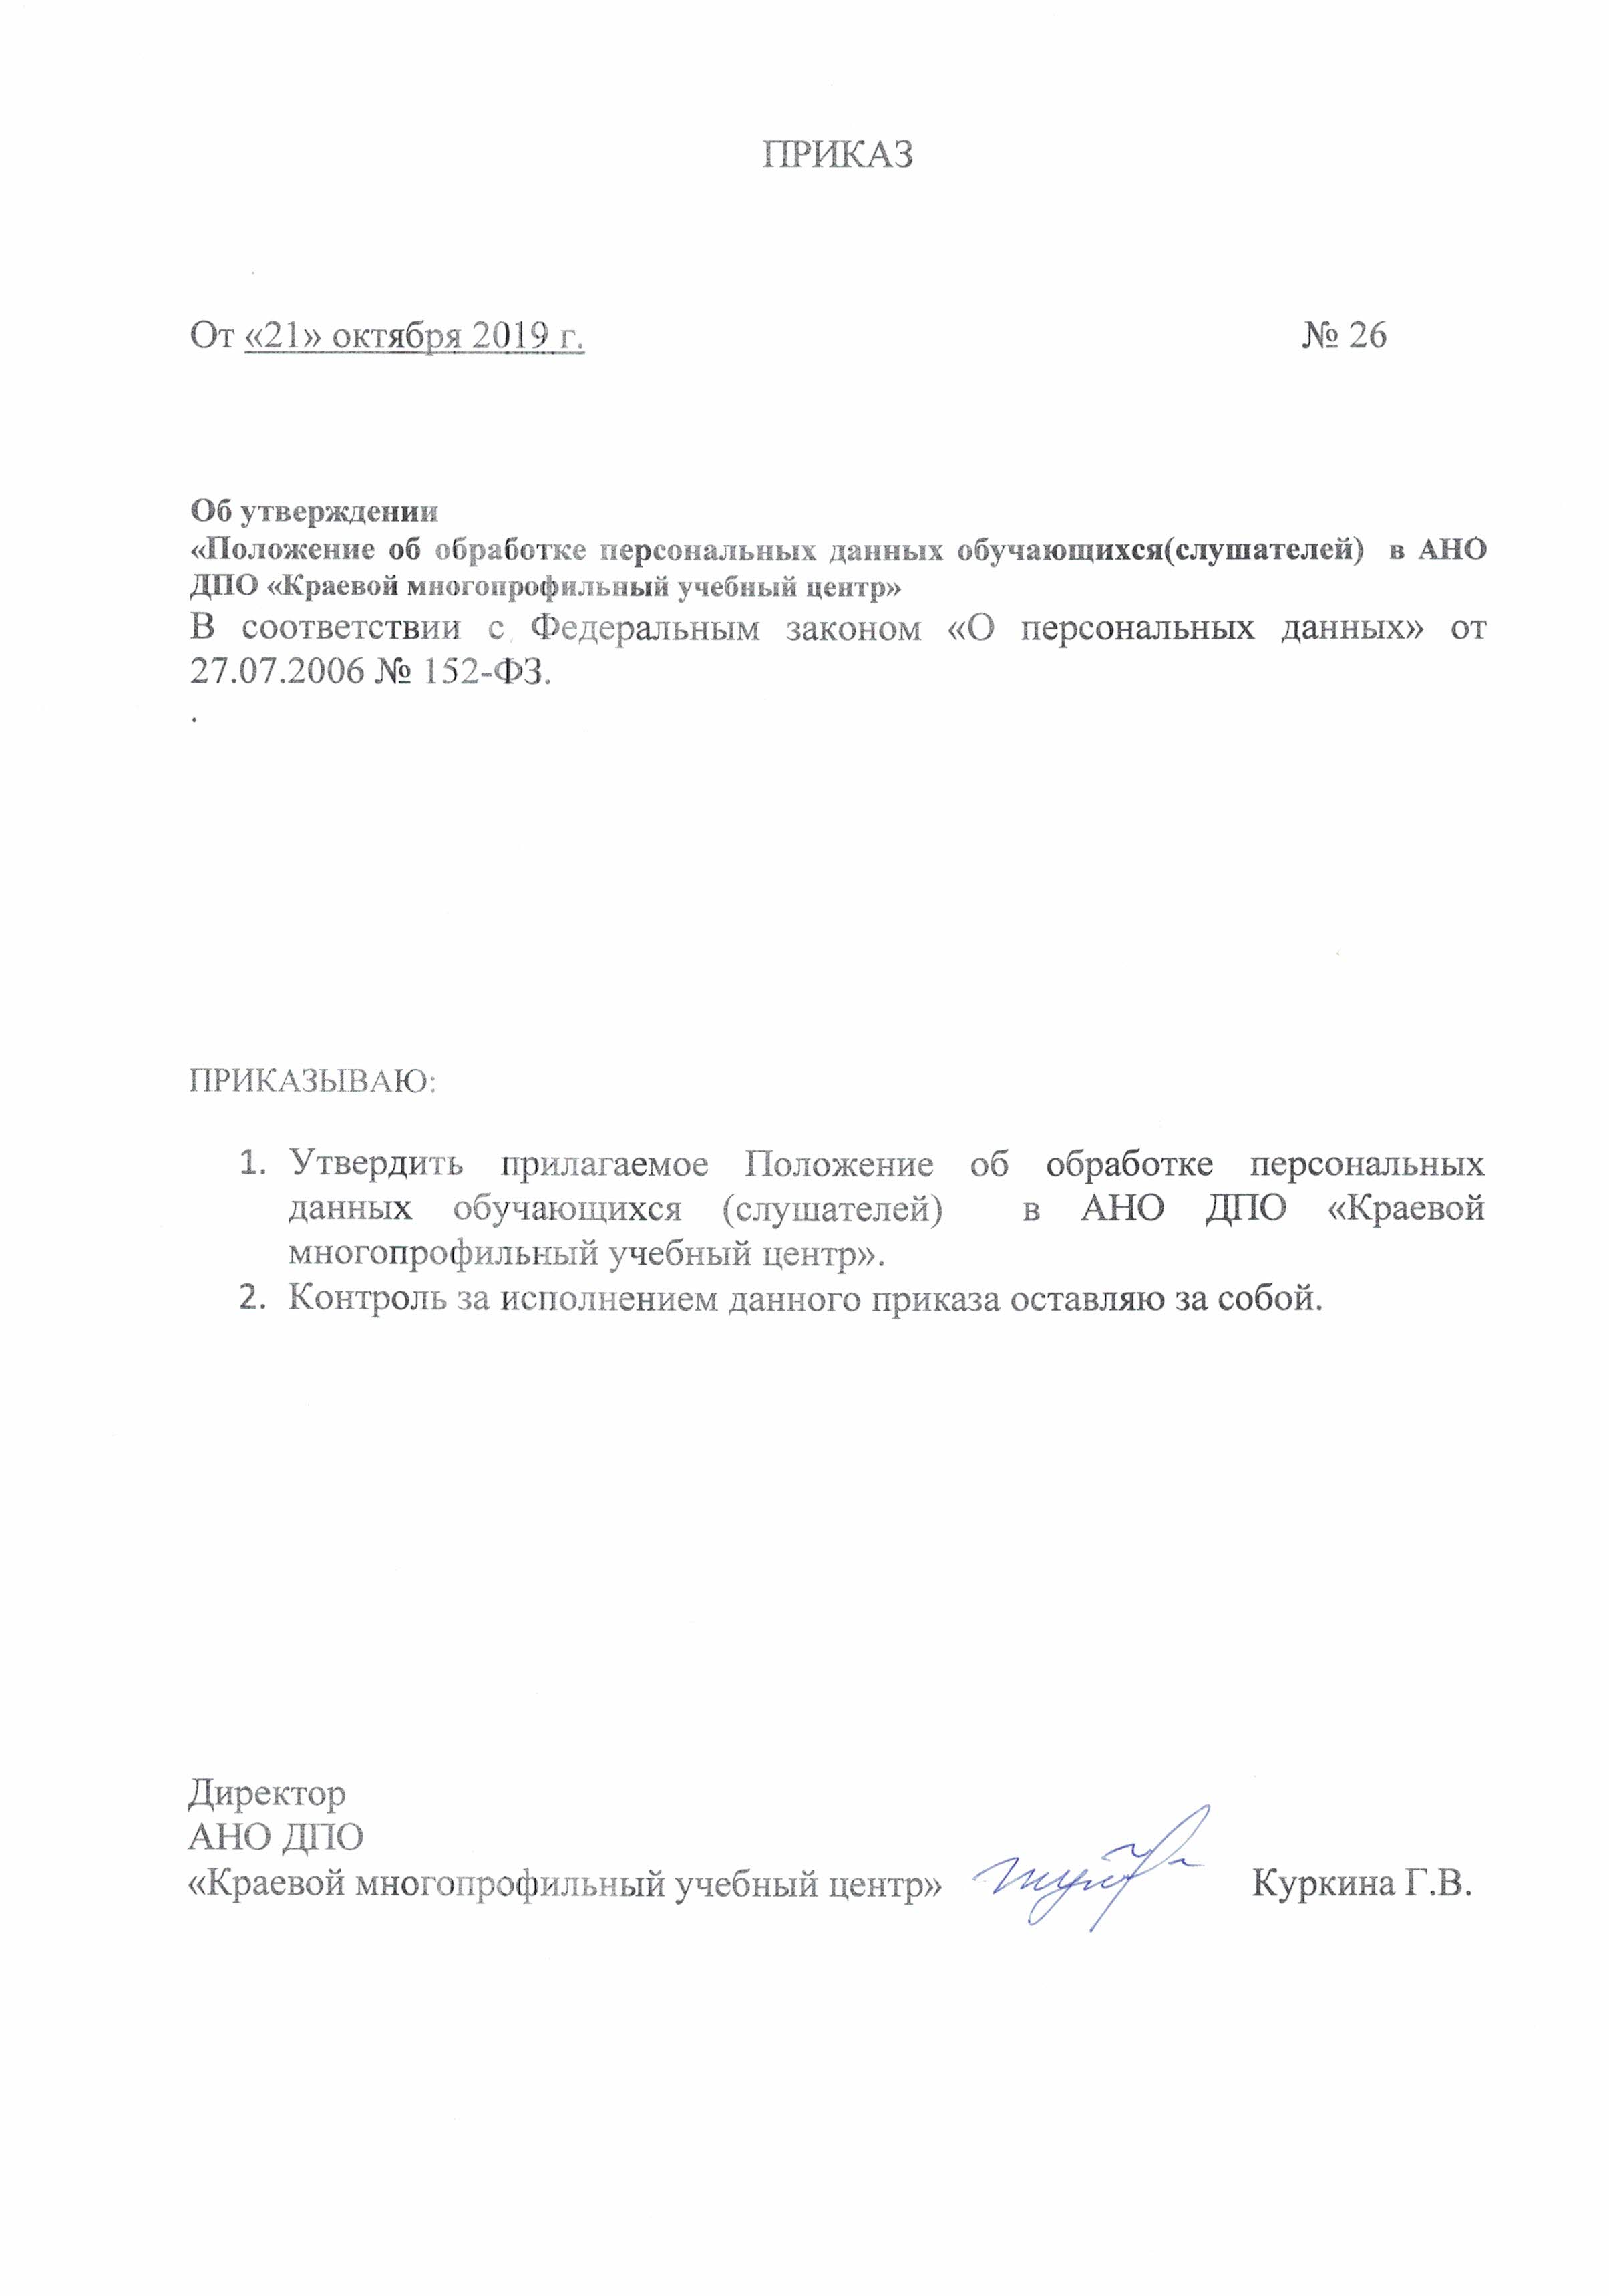 ПРИКАЗ
От «21» октября 2019 г. № 26
Об утверждении
«Положение об обработке персональных данных обучающихся(слушателей) в АНО
ДПО «Краевой многопрофильный учебный центр»
В соответствии с Федеральным законом «О персональных данных» от
27.07.2006 № 152-ФЗ.
.
ПРИКАЗЫВАЮ:
1. Утвердить прилагаемое Положение об обработке персональных
данных обучающихся (слушателей) в АНО ДПО «Краевой
многопрофильный учебный центр».
2. Контроль за исполнением данного приказа оставляю за собой.
Директор
АНО ДПО
«Краевой многопрофильный учебный центр» Куркина Г.В.